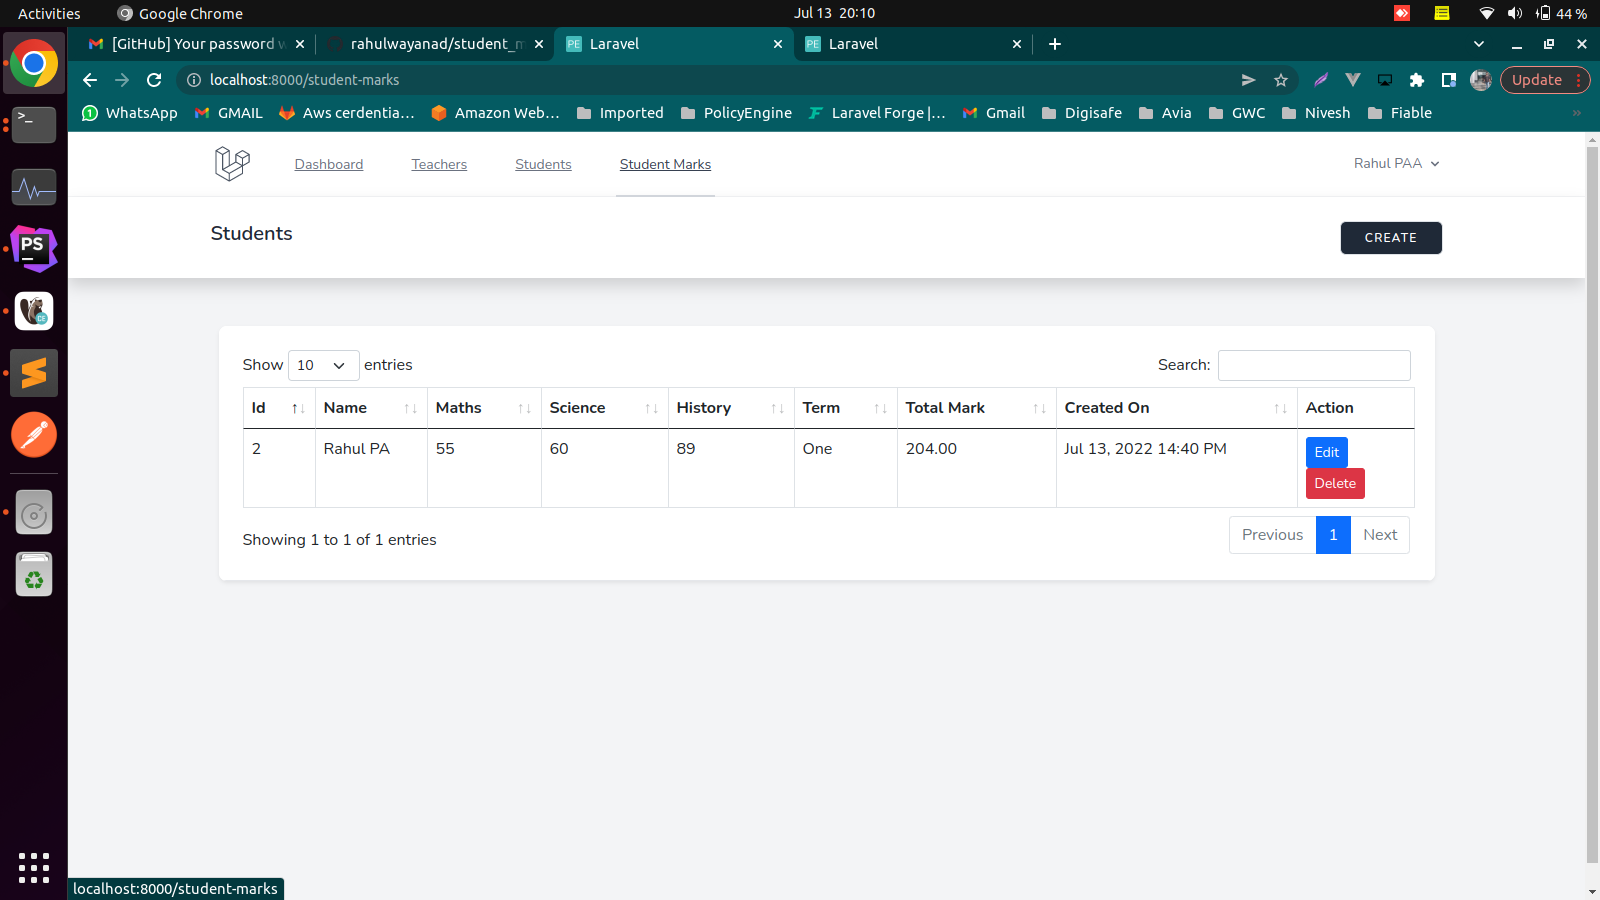 Activities Google Chrome Jul 13 20:10 44 %
[GitHub] Your password w rahulwayanad/student_m PE Laravel PE Laravel
localhost:8000/student-marks Update
WhatsApp GMAIL Aws cerdentia... Amazon Web... Imported PolicyEngine Laravel Forge |... Gmail Digisafe Avia GWC Nivesh Fiable »
Dashboard Teachers Students Student Marks Rahul PAA
Students CREATE
Show 10 entries Search:
Id Name Maths Science History Term Total Mark Created On Action
2 Rahul PA 55 60 89 One 204.00 Jul 13, 2022 14:40 PM Edit
Delete
Showing 1 to 1 of 1 entries Previous 1 Next
PS
localhost:8000/student-marks